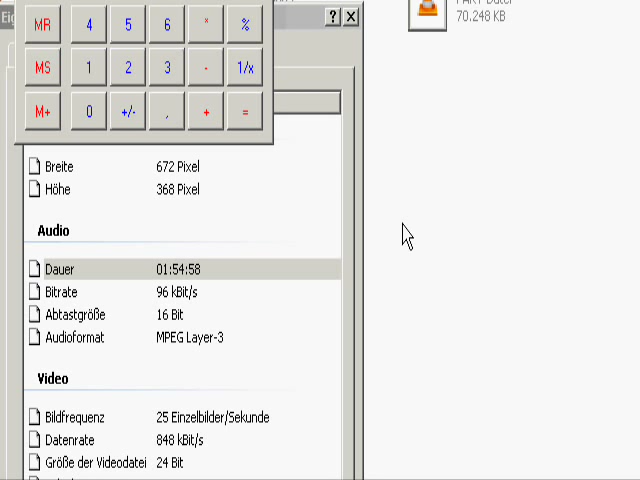 MR 4 5 6 * %
70.248 KB
MS 1 2 3 - 1/x
M+ 0 +/- , + =
Breite 672 Pixel
Höhe 368 Pixel
Audio
Dauer 01:54:58
Bitrate 96 kBit/s
Abtastgröße 16 Bit
Audioformat MPEG Layer-3
Video
Bildfrequenz 25 Einzelbilder/Sekunde
Datenrate 848 kBit/s
Größe der Videodatei 24 Bit